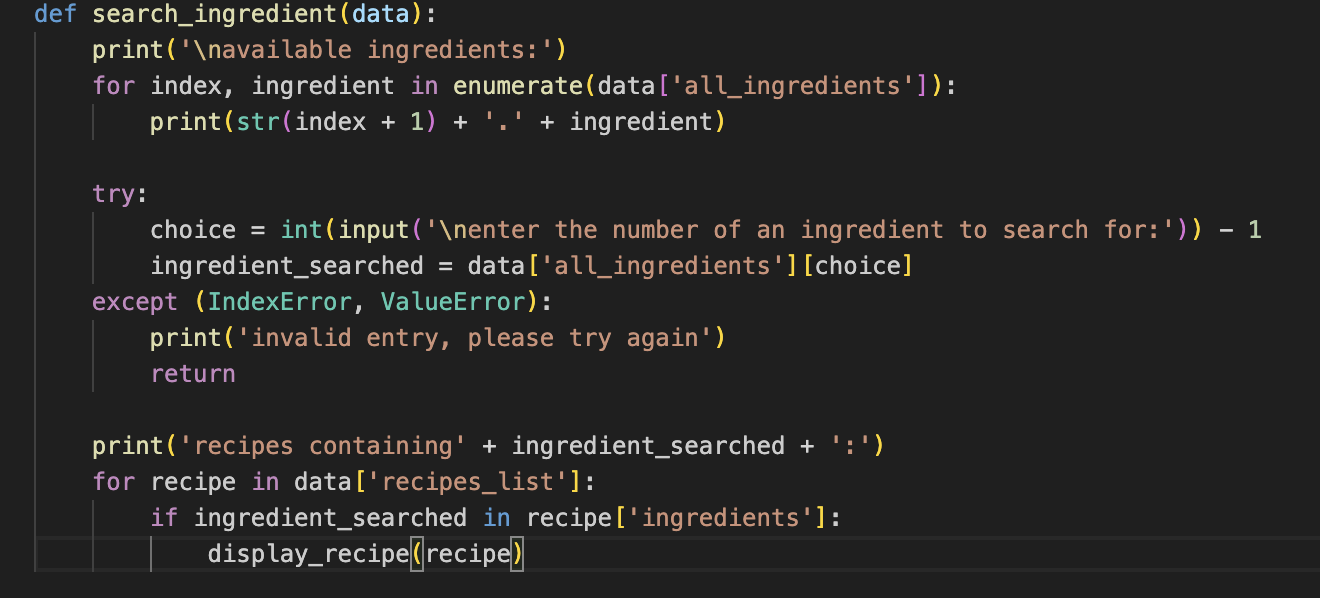 def search_ingredient(data):
    print('\navailable ingredients:')
    for index, ingredient in enumerate(data['all_ingredients']):
        print(str(index + 1) + '.' + ingredient)

    try:
        choice = int(input('\nenter the number of an ingredient to search for:')) - 1
        ingredient_searched = data['all_ingredients'][choice]
    except (IndexError, ValueError):
        print('invalid entry, please try again')
        return

    print('recipes containing' + ingredient_searched + ':')
    for recipe in data['recipes_list']:
        if ingredient_searched in recipe['ingredients']:
            display_recipe(recipe)